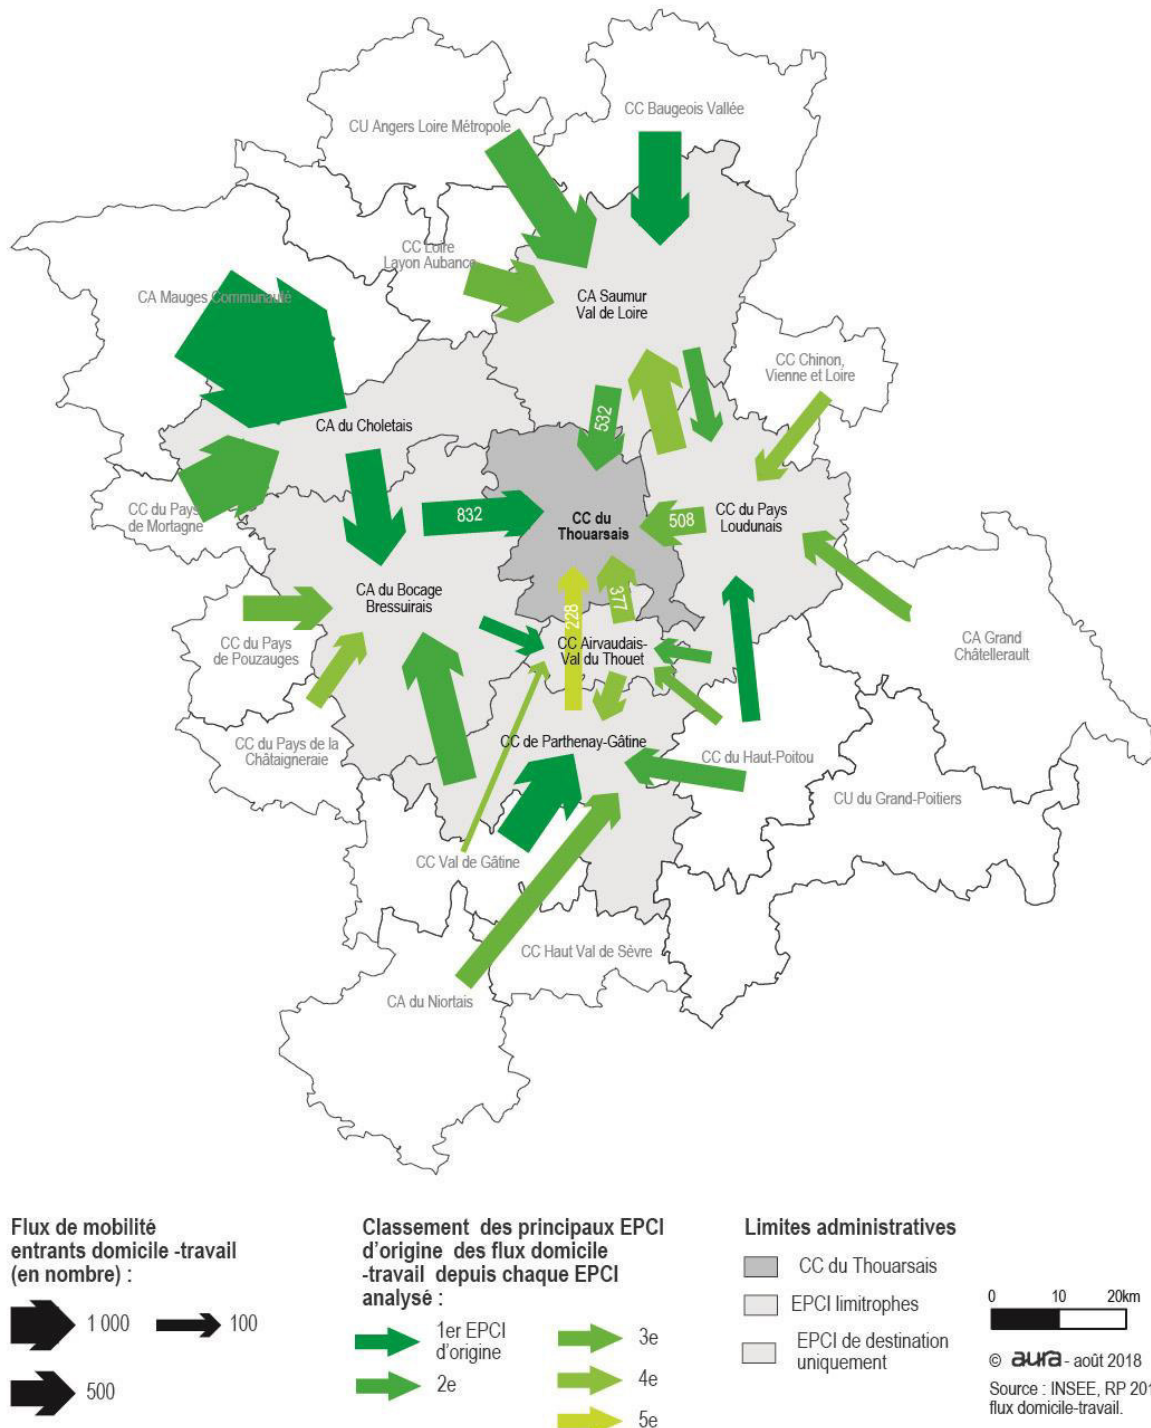 CC Baugeois Vallée
CU Angers Loire Métropole
CC Loire
Layon Aubance
CA Mauges Communauté
CA Saumur
Val de Loire
CC Chinon,
Vienne et Loire
CA du Choletais
532
CC du Pays
de Mortagne
832
CC du
Thouarsais
508
CC du Pays
Loudunais
CA du Bocage
Bressuirais
377
228
CC du Pays
de Pouzauges
CC Airvaudais-
Val du Thouet
CA Grand
Châtellerault
CC du Pays de la
Châtaigneraie
CC de Parthenay-Gâtine
CC du Haut-Poitou
CU du Grand-Poitiers
CC Val de Gâtine
CC Haut Val de Sèvre
CA du Niortais
Flux de mobilité
entrants domicile -travail
(en nombre) :
1 000
100
500
Classement des principaux EPCI
d'origine des flux domicile
-travail depuis chaque EPCI
analysé :
1er EPCI
d'origine
2e
3e
4e
5e
Limites administratives
CC du Thouarsais
EPCI limitrophes
EPCI de destination
uniquement
0 10 20km
© aura - août 2018
Source : INSEE, RP 201
flux domicile-travail.